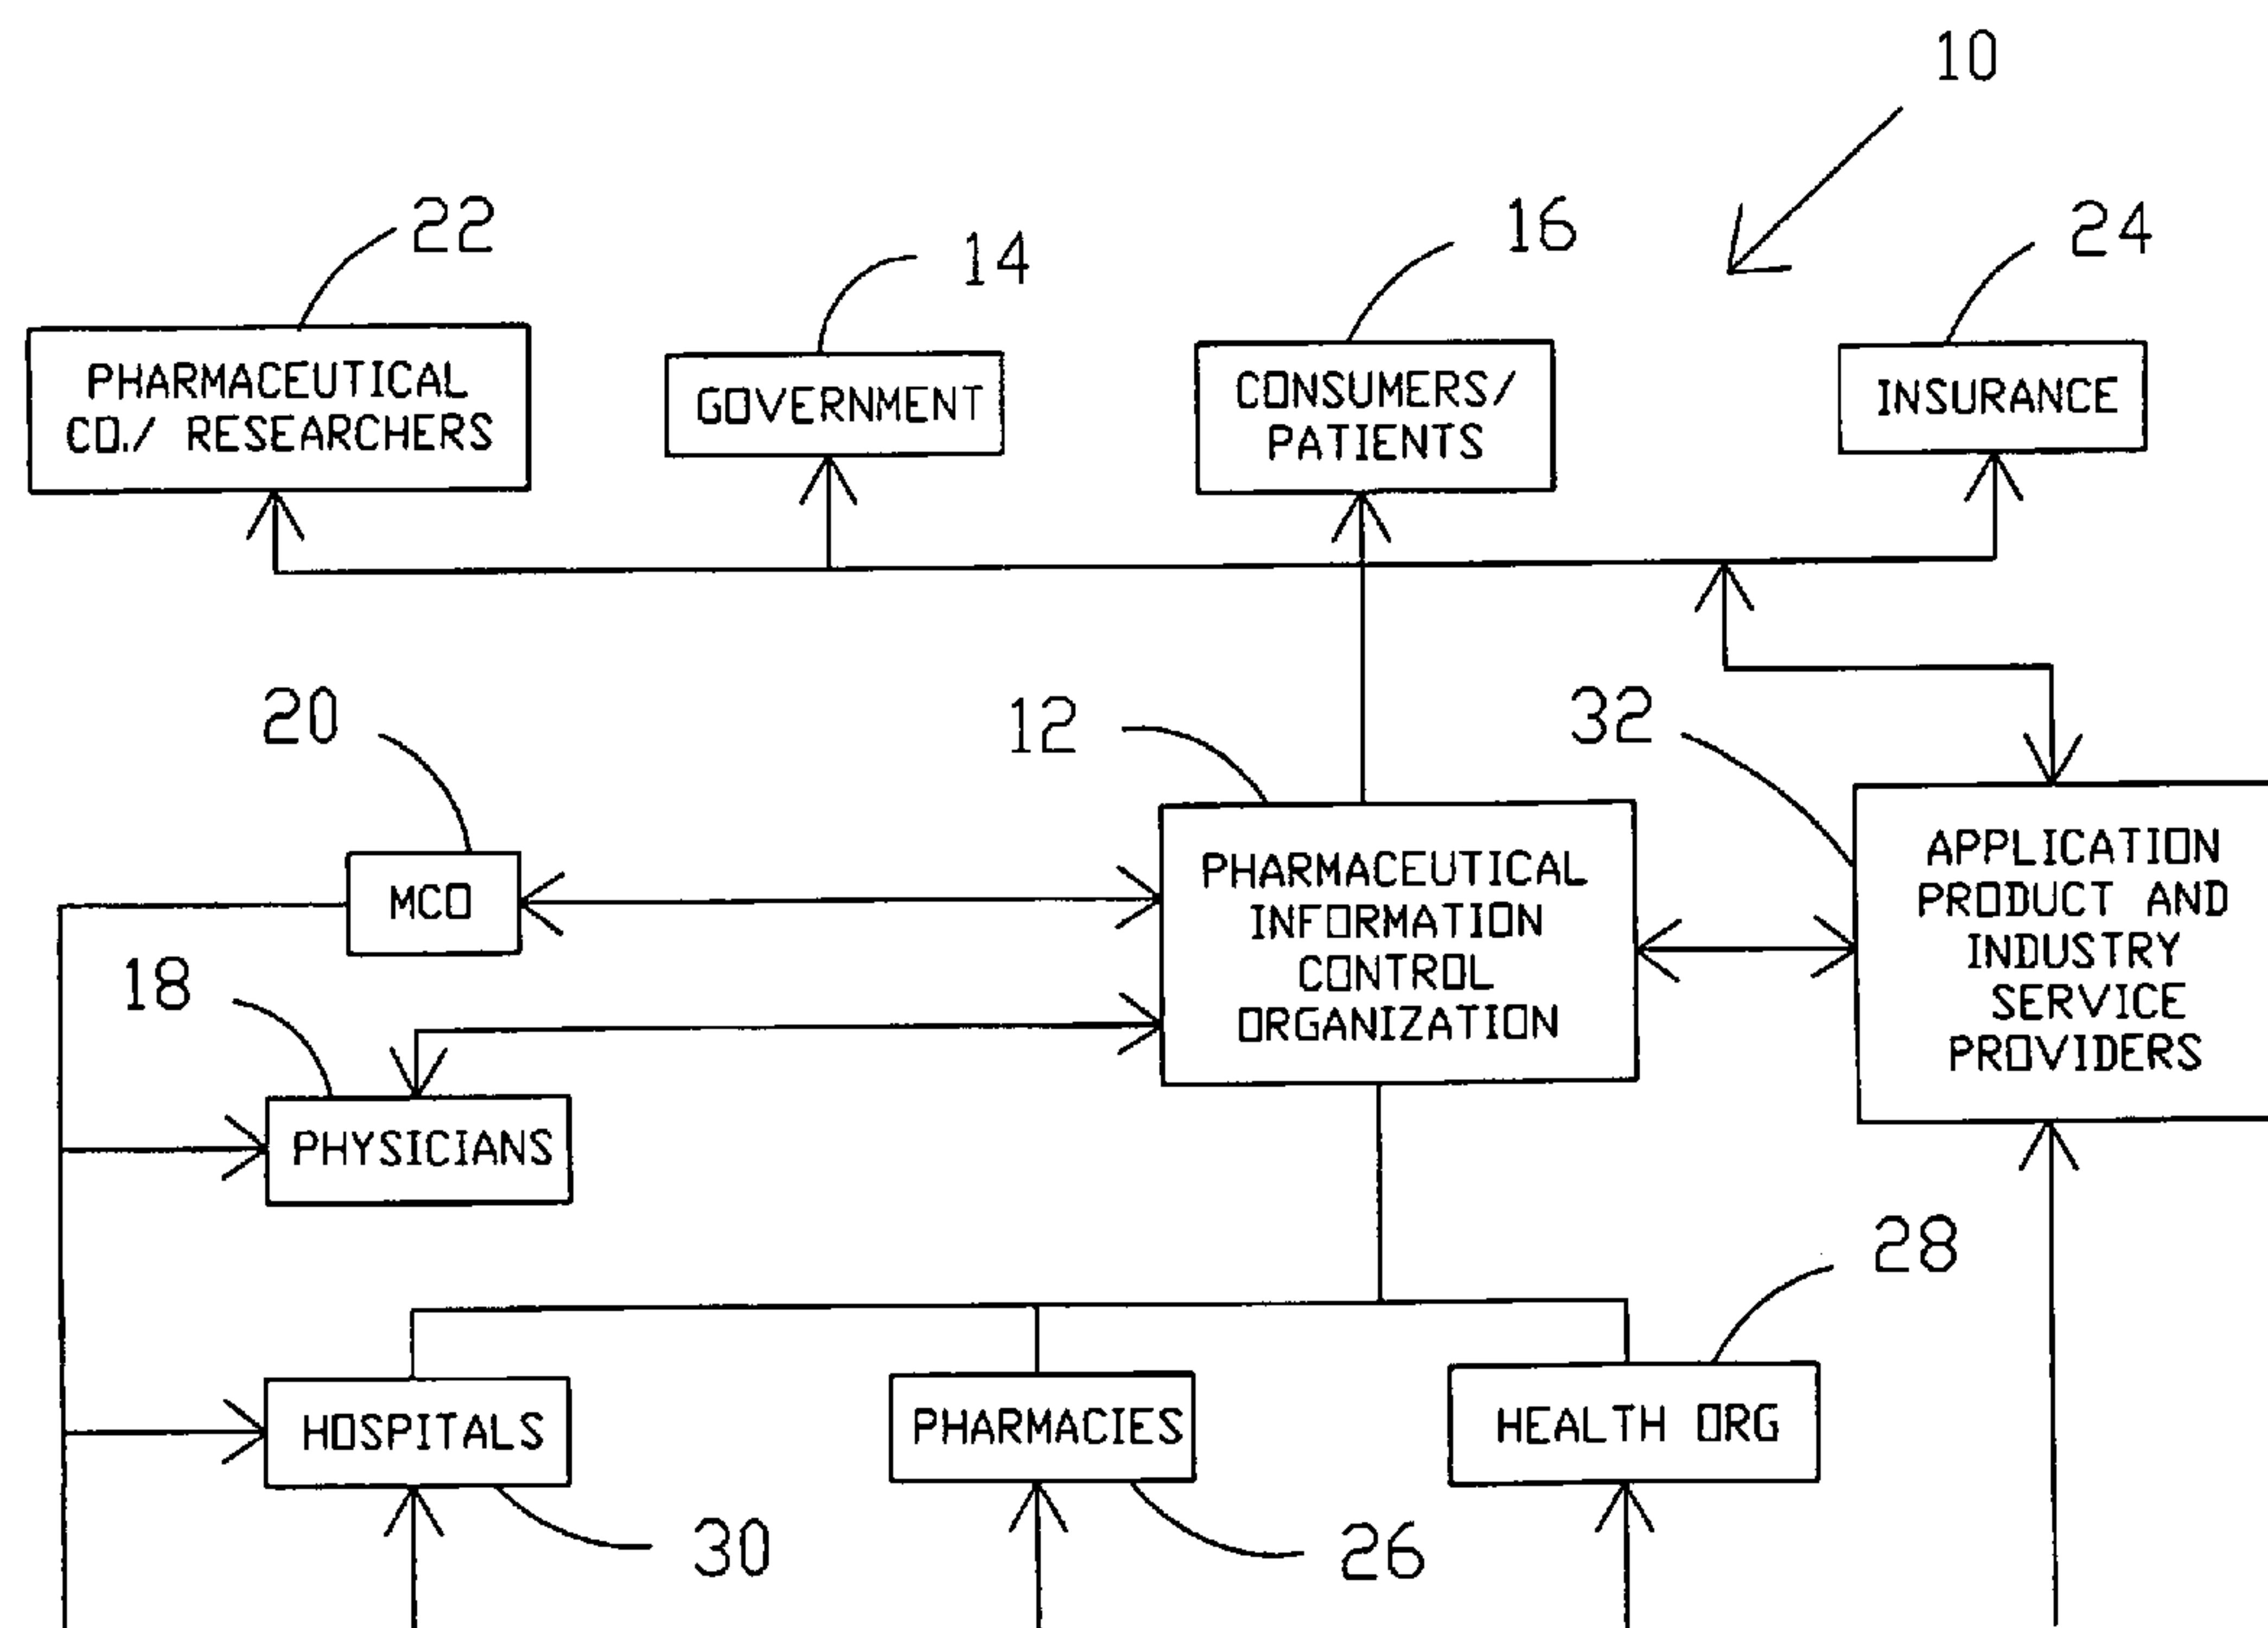 10
22
14
16
24
PHARMACEUTICAL
CO./ RESEARCHERS
GOVERNMENT
CONSUMERS/
PATIENTS
INSURANCE
20
12
32
MCO
PHARMACEUTICAL
INFORMATION
CONTROL
ORGANIZATION
APPLICATION
PRODUCT AND
INDUSTRY
SERVICE
PROVIDERS
18
PHYSICIANS
28
HOSPITALS
PHARMACIES
HEALTH ORG
30
26